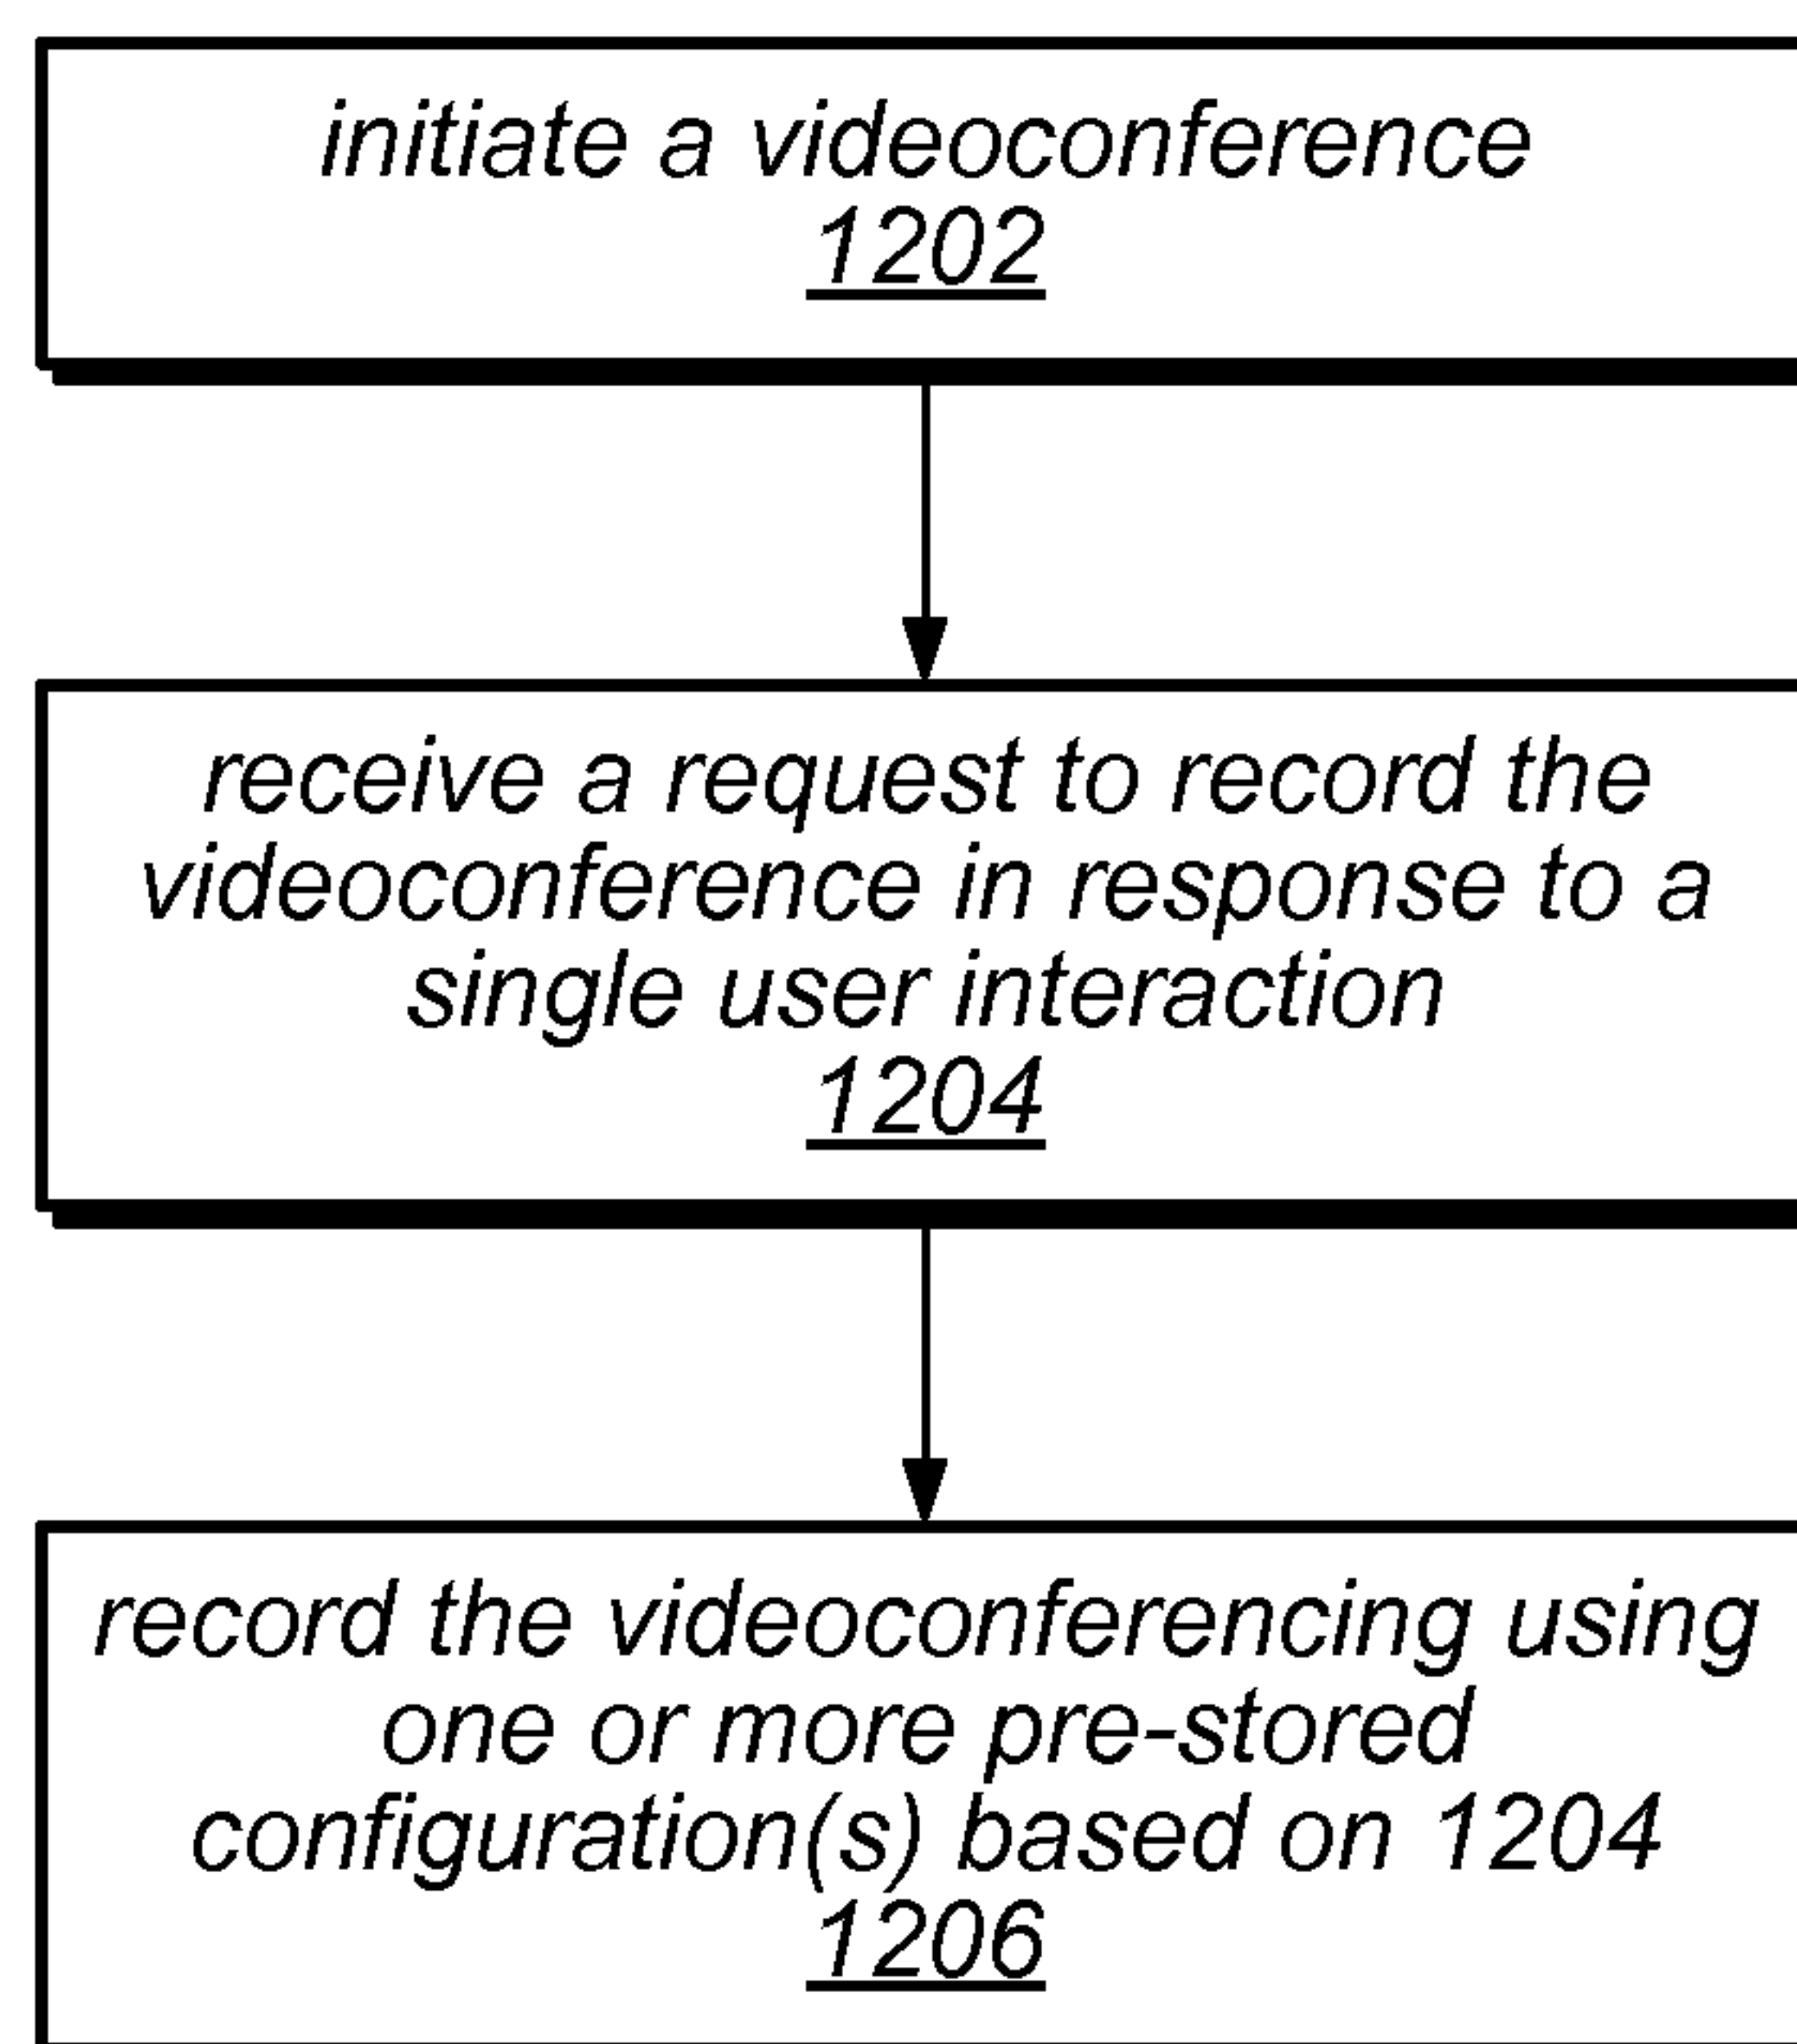 initiate a videoconference
1202
receive a request to record the
videoconference in response to a
single user interaction
1204
record the videoconferencing using
one or more pre-stored
configuration(s) based on 1204
1206